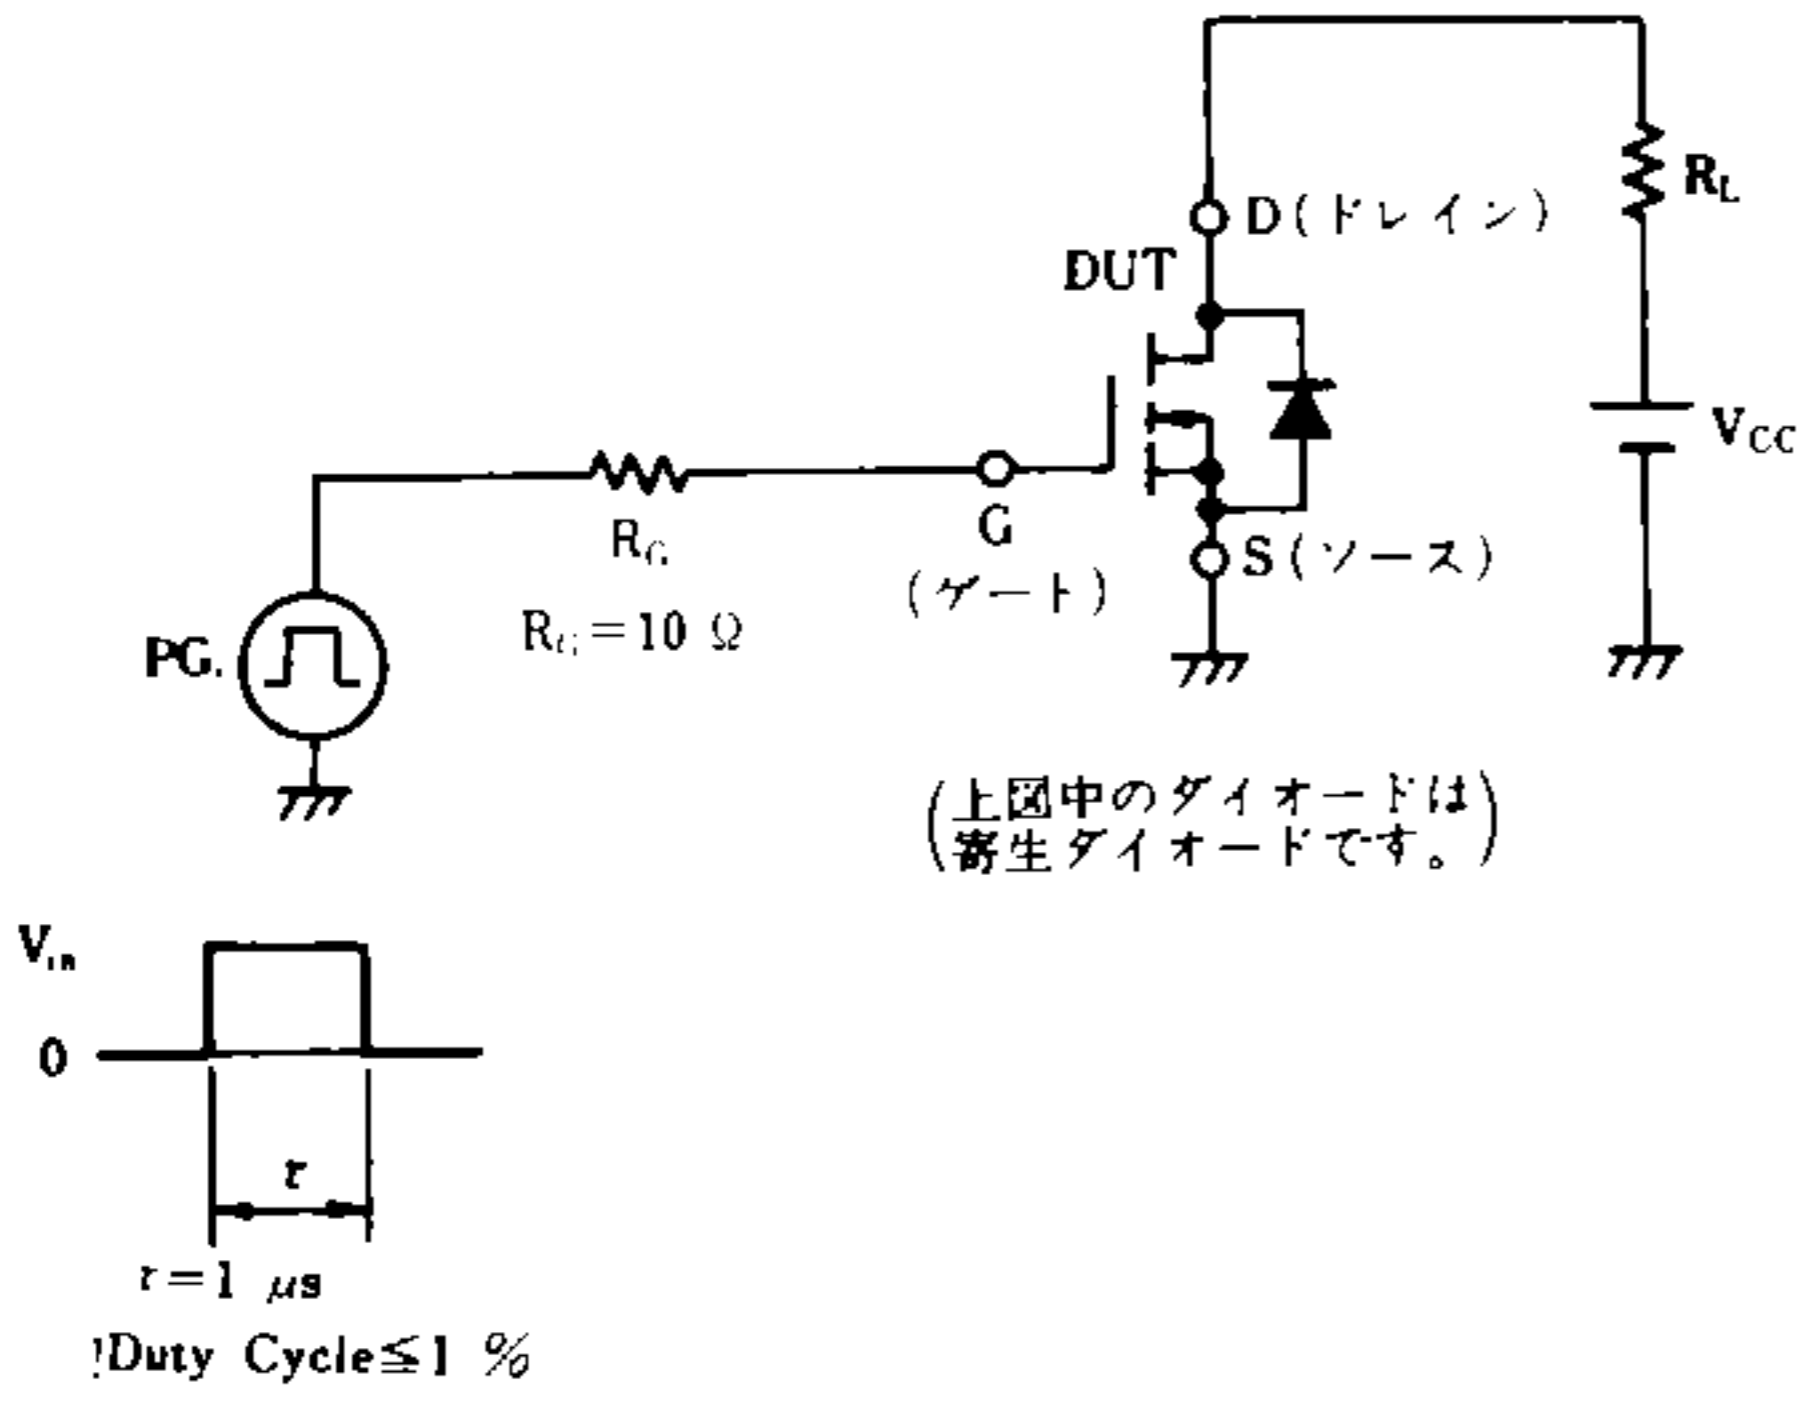 R_L
D(ドレイン)
DUT
V_CC
R_G
G
(ゲート)
S(ソース)
R_G=10 Ω
PG.
(上図中のダイオードは
寄生ダイオードです。)
V_in
0
τ
τ=1 μs
Duty Cycle≦1 %